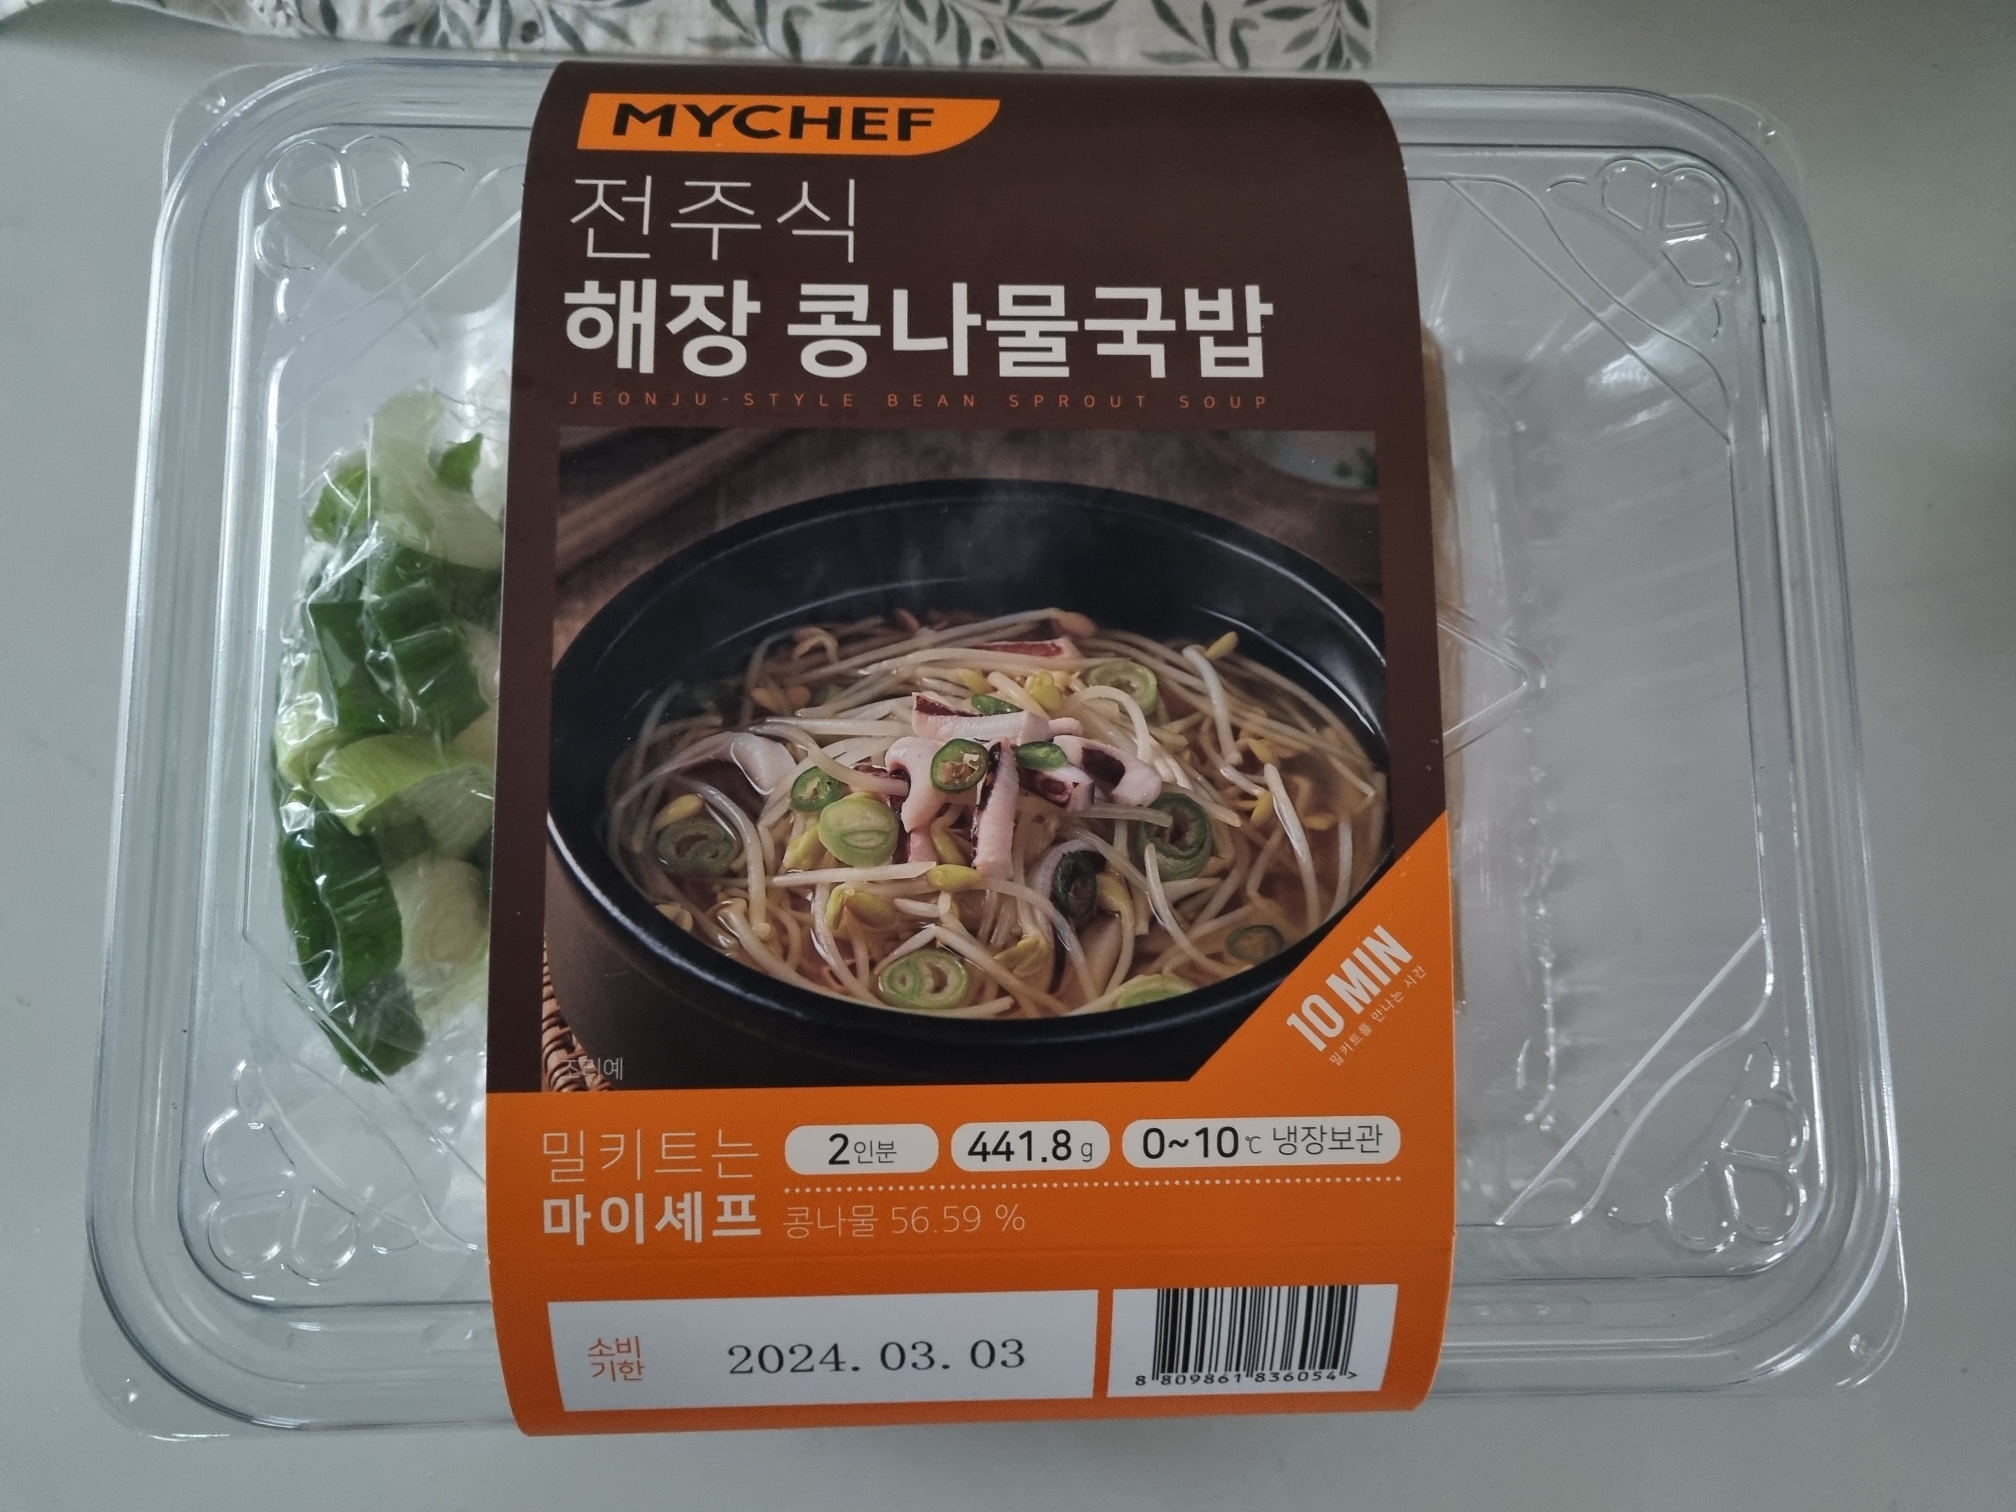 MYCHEF
전주식
해장 콩나물국밥
JEONJU-STYLE BEAN SPROUT SOUP
10 MIN
밀키트를 만나는 시간
조리예
밀키트는
마이셰프
2인분
441.8 g
0~10℃ 냉장보관
콩나물 56.59 %
소비
기한
2024. 03. 03
8 809861 836054 >